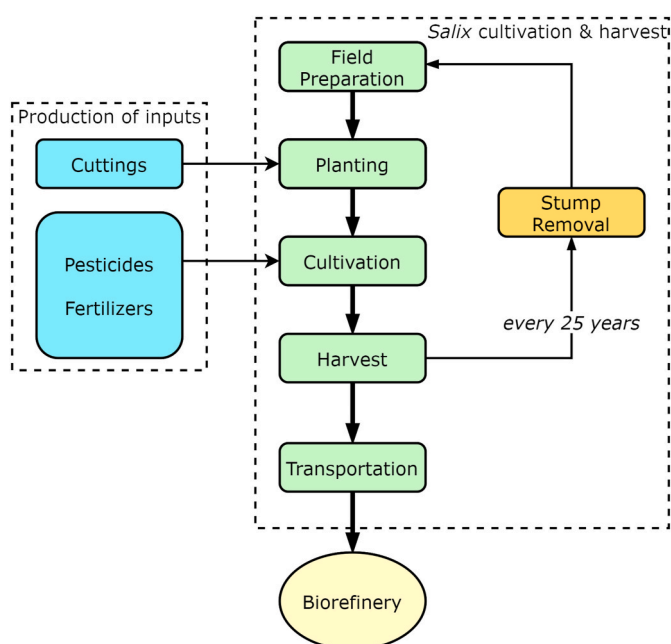 Salix cultivation & harvest
Field
Preparation
Production of inputs
Cuttings
Planting
Stump
Removal
Pesticides
Fertilizers
Cultivation
every 25 years
Harvest
Transportation
Biorefinery